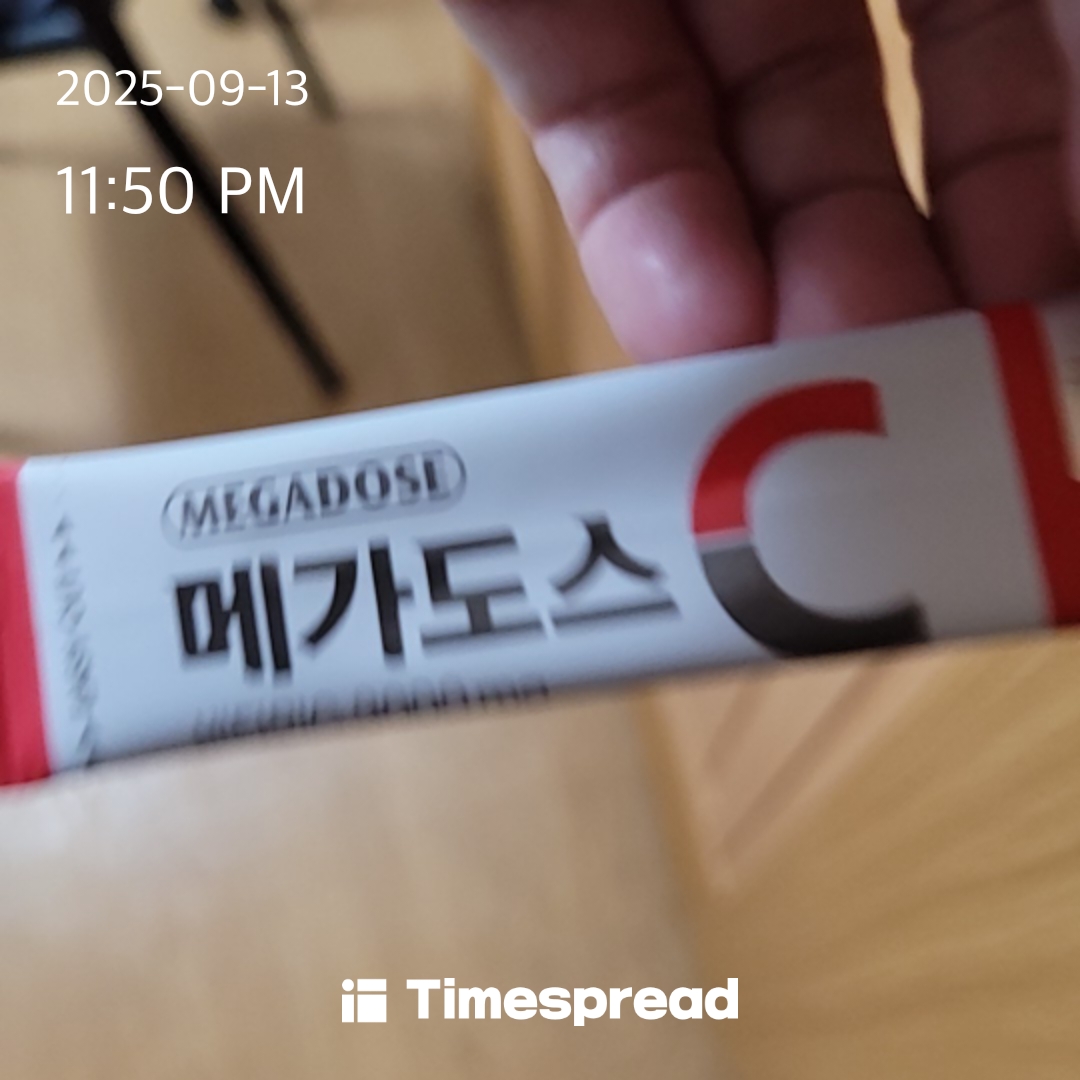 2025-09-13
11:50 PM
MEGADOSE
메가도스 C
Timespread